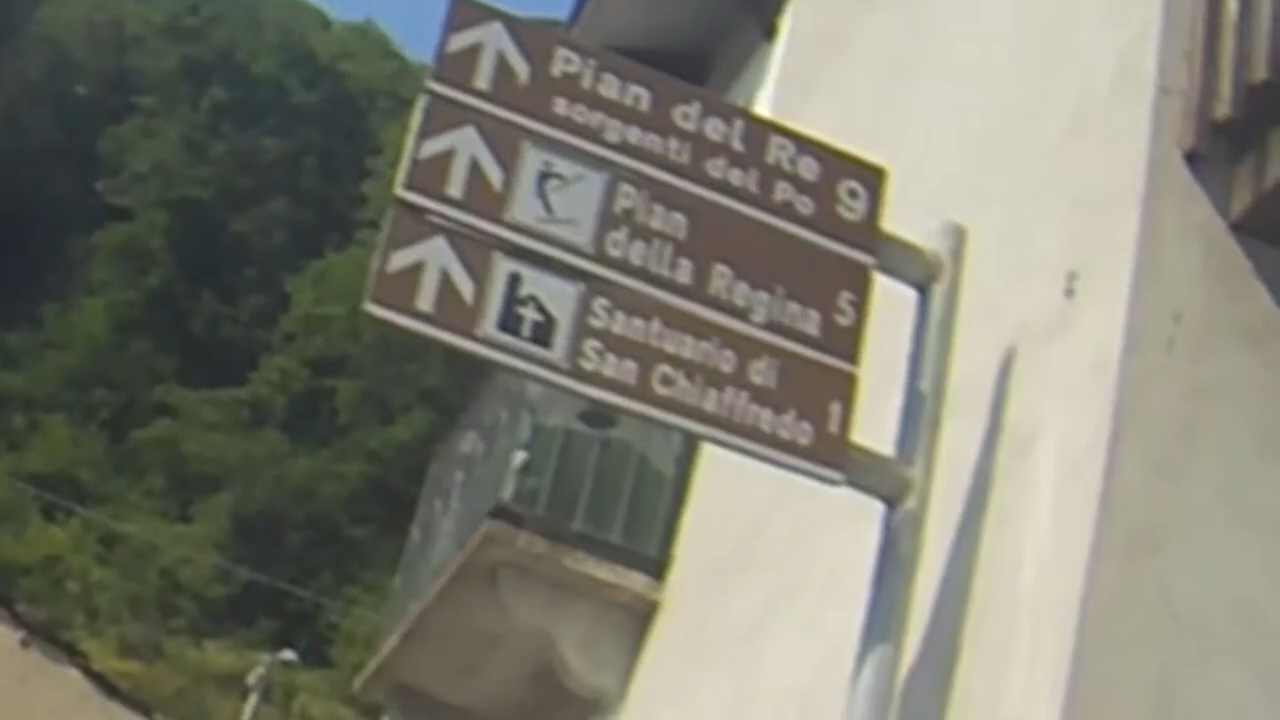 Pian del Re 9
sorgenti del Po
Pian
della Regina 5
Santuario di
San Chiaffredo 1